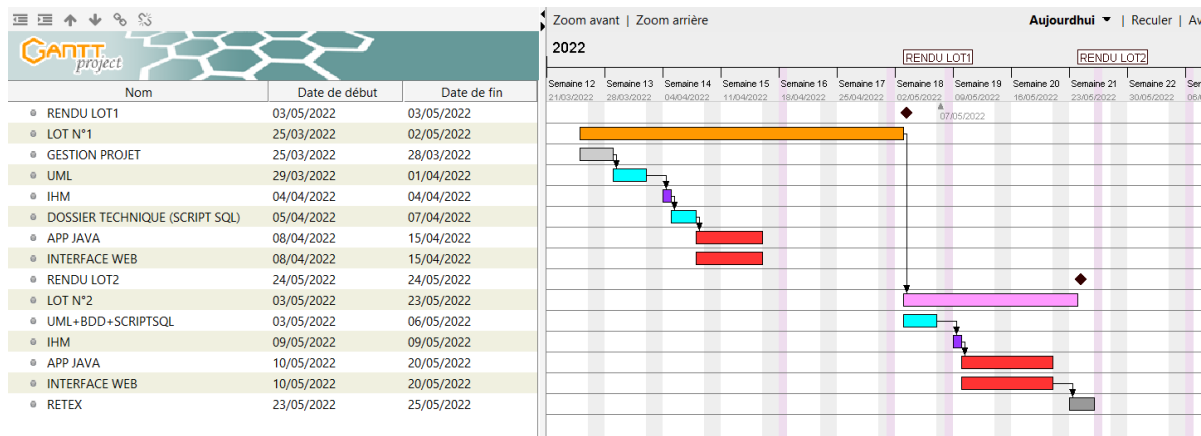 Zoom avant | Zoom arrière
Aujourd'hui ▼ | Reculer | Av
GANTT
project
2022
RENDU LOT1
RENDU LOT2
Semaine 12 Semaine 13 Semaine 14 Semaine 15 Semaine 16 Semaine 17 Semaine 18 Semaine 19 Semaine 20 Semaine 21 Semaine 22 Ser
21/03/2022 28/03/2022 04/04/2022 11/04/2022 18/04/2022 25/04/2022 02/05/2022 09/05/2022 16/05/2022 23/05/2022 30/05/2022 06/
07/05/2022
Nom Date de début Date de fin
RENDU LOT1 03/05/2022 03/05/2022
LOT N°1 25/03/2022 02/05/2022
GESTION PROJET 25/03/2022 28/03/2022
UML 29/03/2022 01/04/2022
IHM 04/04/2022 04/04/2022
DOSSIER TECHNIQUE (SCRIPT SQL) 05/04/2022 07/04/2022
APP JAVA 08/04/2022 15/04/2022
INTERFACE WEB 08/04/2022 15/04/2022
RENDU LOT2 24/05/2022 24/05/2022
LOT N°2 03/05/2022 23/05/2022
UML+BDD+SCRIPTSQL 03/05/2022 06/05/2022
IHM 09/05/2022 09/05/2022
APP JAVA 10/05/2022 20/05/2022
INTERFACE WEB 10/05/2022 20/05/2022
RETEX 23/05/2022 25/05/2022